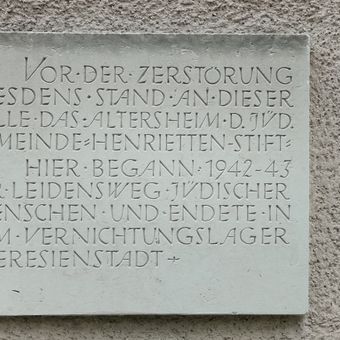 VOR·DER·ZERSTÖRUNG
ESDENS·STAND·AN·DIESER
LLE·DAS·ALTERSHEIM·D.JÜD.
MEINDE=HENRIETTEN-STIFT=
HIER·BEGANN·1942-43
R·LEIDENSWEG·JÜDISCHER
ENSCHEN·UND·ENDETE·IN
M·VERNICHTUNGSLAGER
ERESIENSTADT+